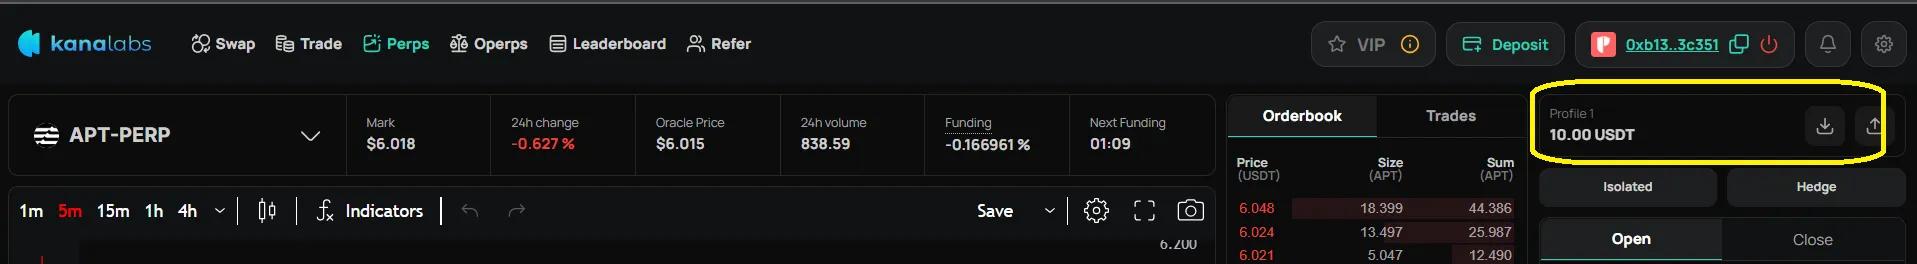 kanalabs Swap Trade Perps Operps Leaderboard Refer VIP Deposit 0xb13..3c351
APT-PERP
Mark
$6.018
24h change
-0.627 %
Oracle Price
$6.015
24h volume
838.59
Funding
-0.166961 %
Next Funding
01:09
1m 5m 15m 1h 4h Indicators Save
6.200
Orderbook Trades
Price Size Sum
(USDT) (APT) (APT)
6.048 18.399 44.386
6.024 13.497 25.987
6.021 5.047 12.490
Profile 1
10.00 USDT
Isolated Hedge
Open Close